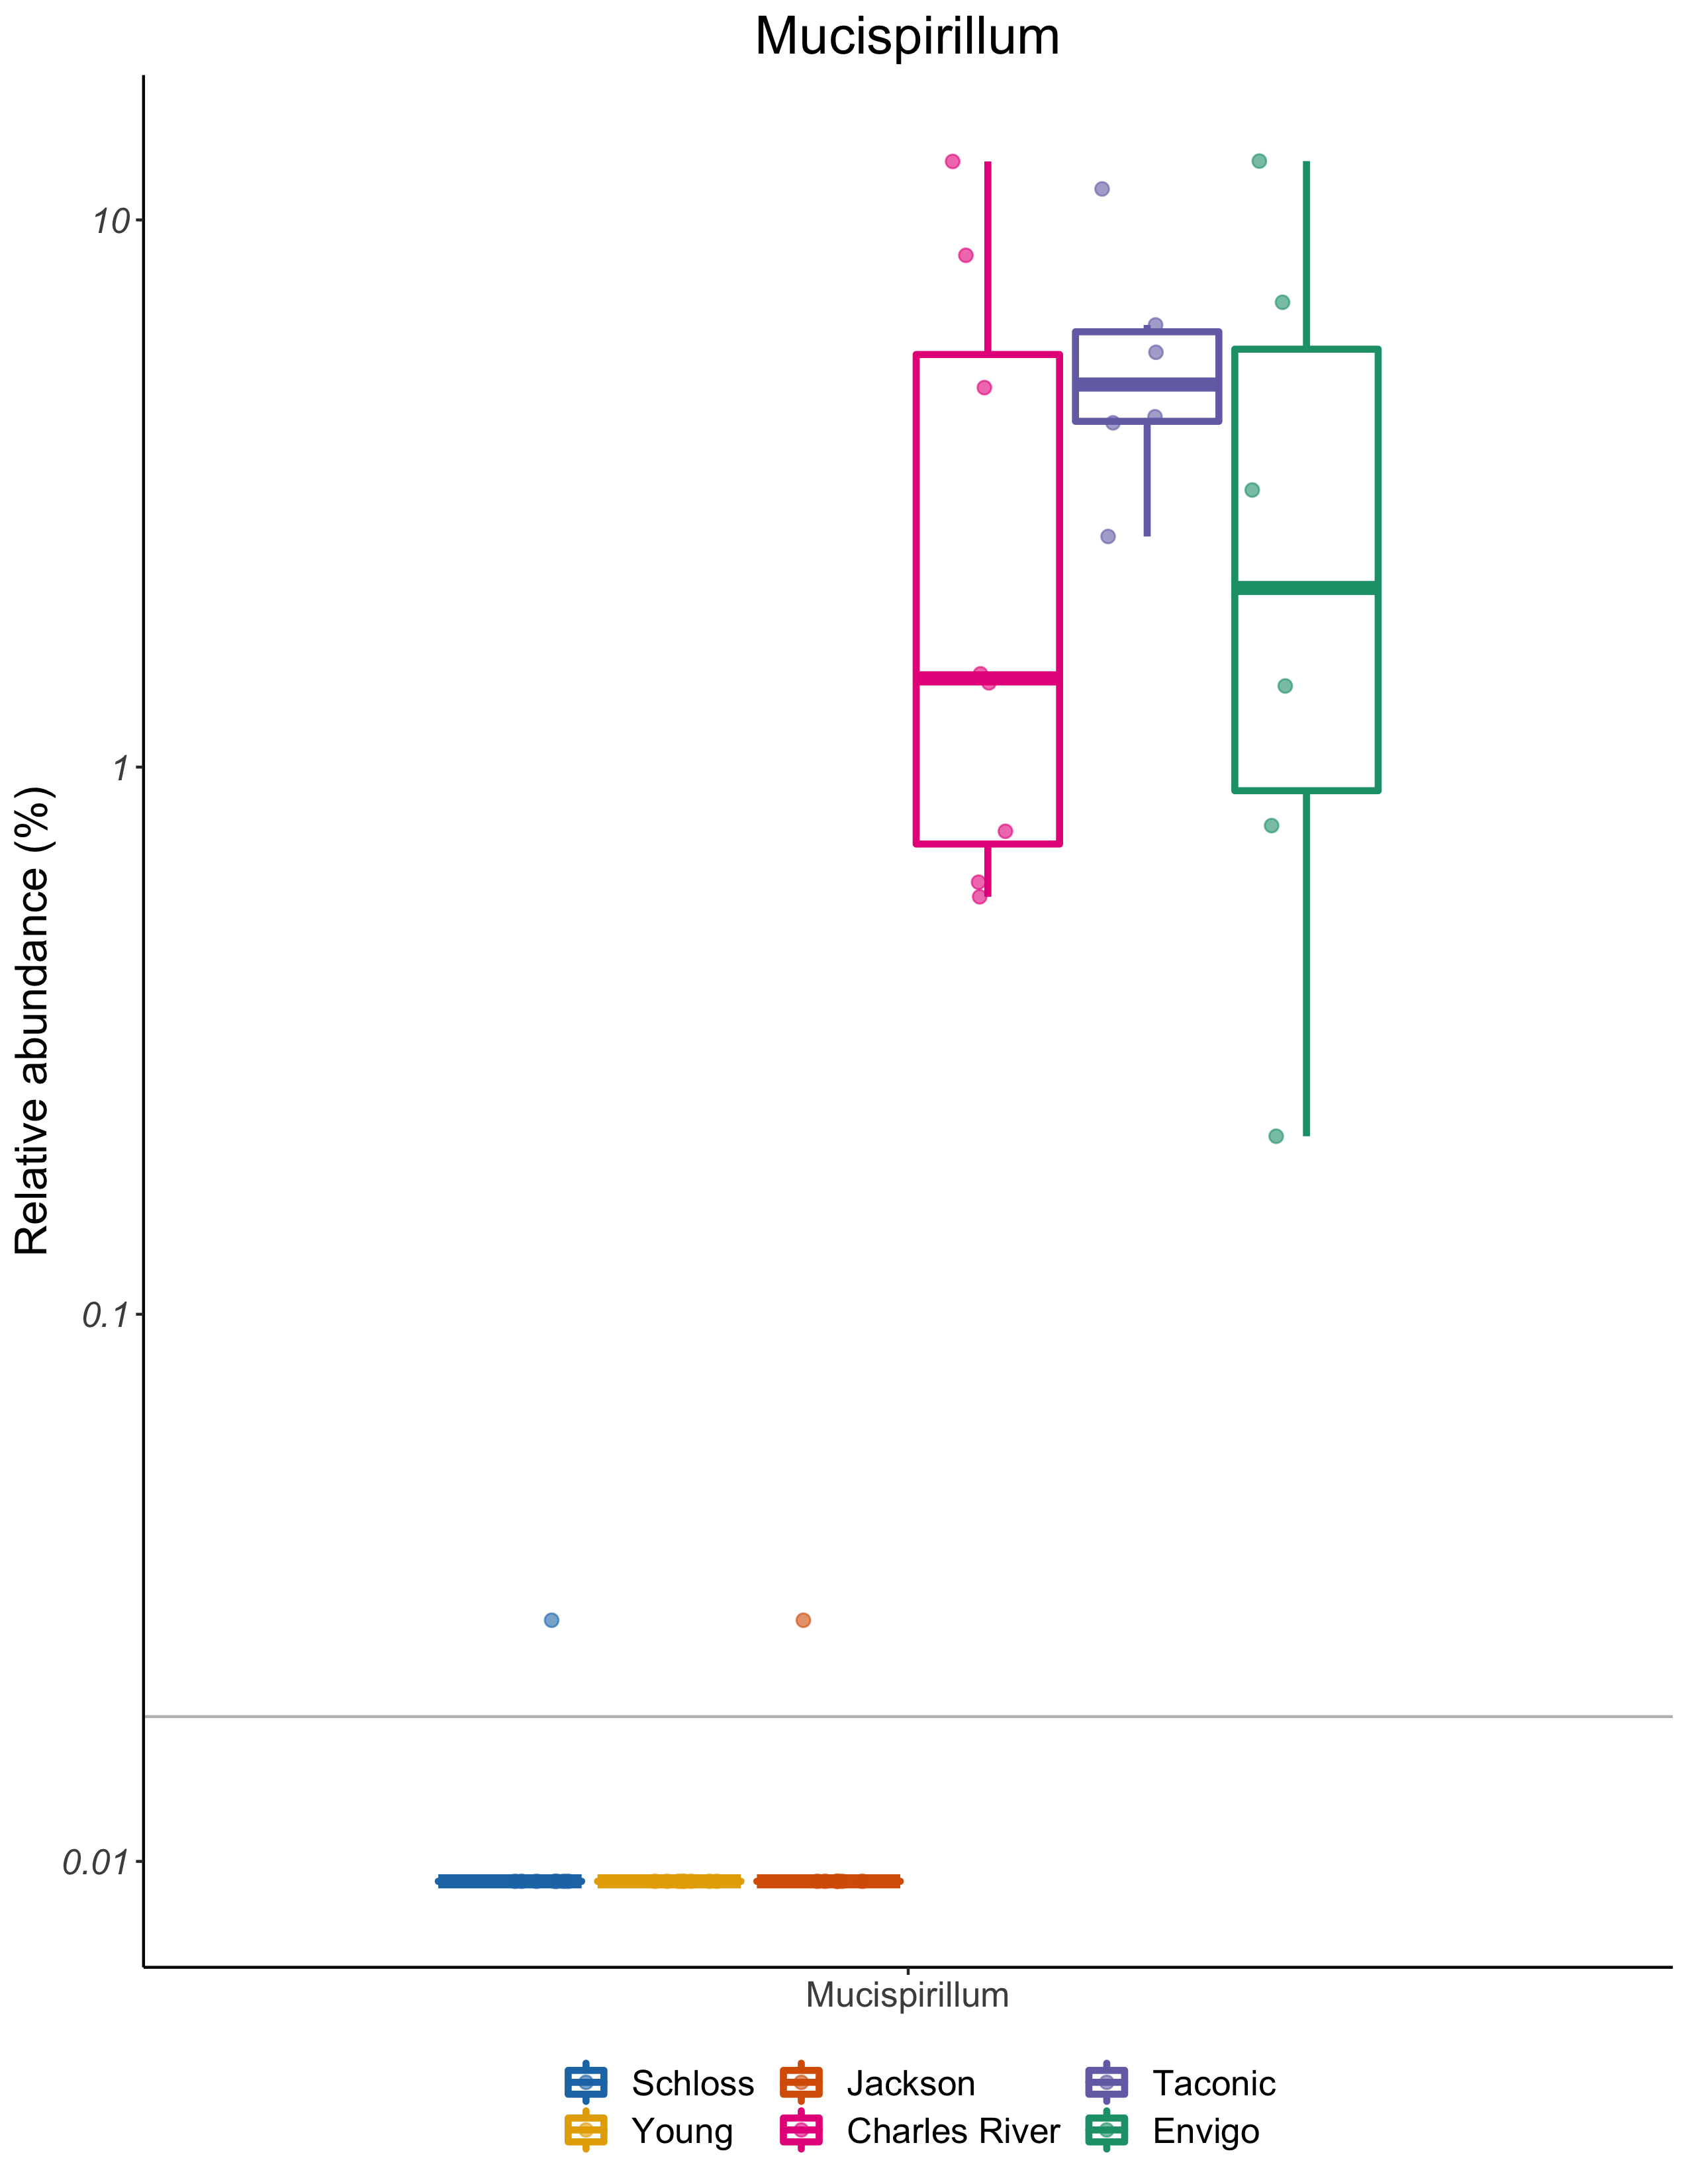 Mucispirillum
Relative abundance (%)
10
1
0.1
0.01
Mucispirillum
Schloss
Jackson
Taconic
Young
Charles River
Envigo